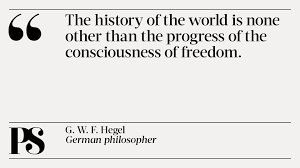 “
The history of the world is none
other than the progress of the
consciousness of freedom.
PS
G. W. F. Hegel
German philosopher